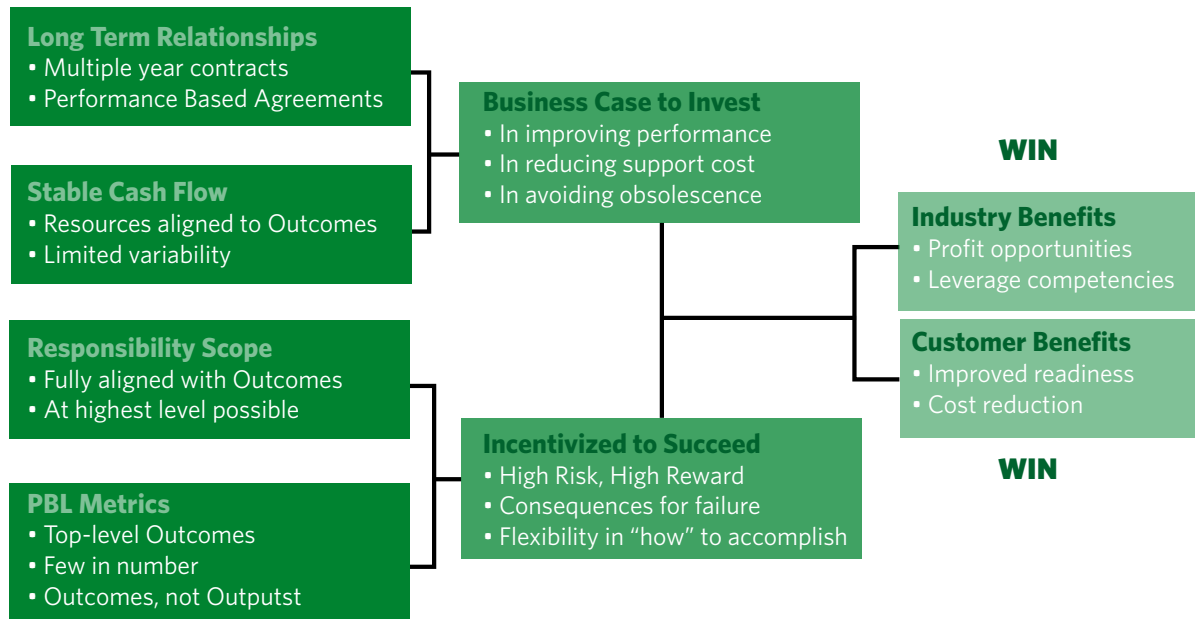 Long Term Relationships
• Multiple year contracts
• Performance Based Agreements
Stable Cash Flow
• Resources aligned to Outcomes
• Limited variability
Responsibility Scope
• Fully aligned with Outcomes
• At highest level possible
PBL Metrics
• Top-level Outcomes
• Few in number
• Outcomes, not Outputst
Business Case to Invest
• In improving performance
• In reducing support cost
• In avoiding obsolescence
Incentivized to Succeed
• High Risk, High Reward
• Consequences for failure
• Flexibility in “how” to accomplish
WIN
Industry Benefits
• Profit opportunities
• Leverage competencies
Customer Benefits
• Improved readiness
• Cost reduction
WIN